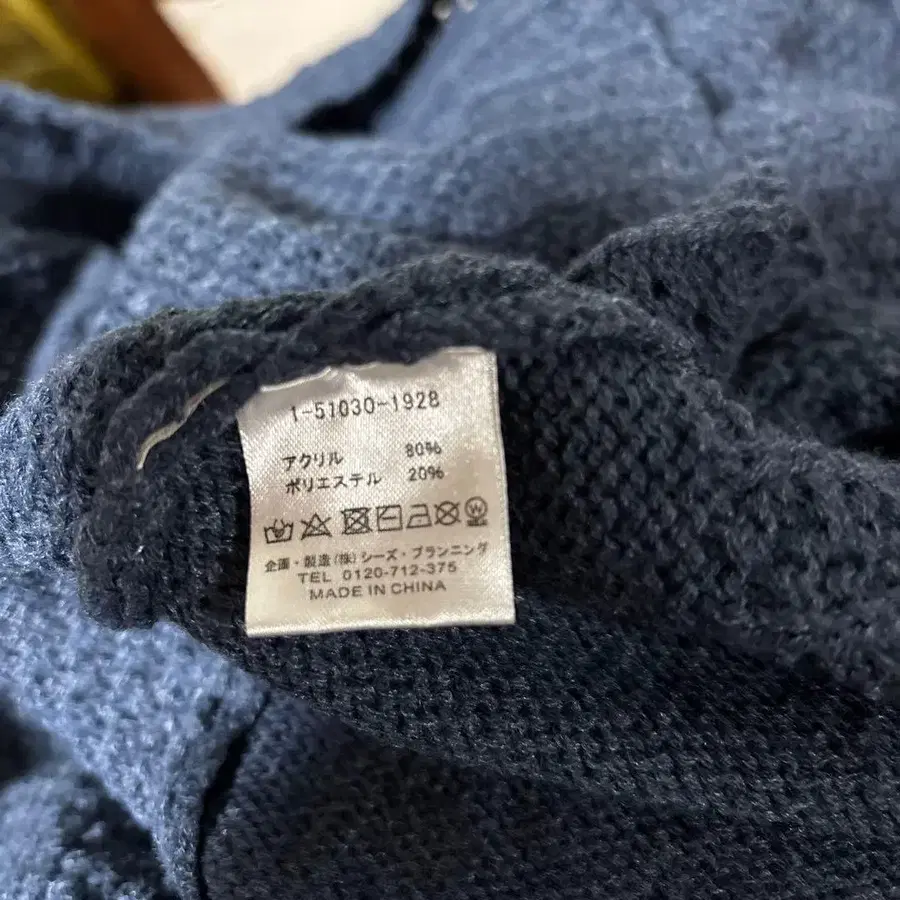 1-51030-1928
アクリル 80%
ポリエステル 20%
企画・製造(株)シーズ・プランニング
TEL 0120-712-375
MADE IN CHINA